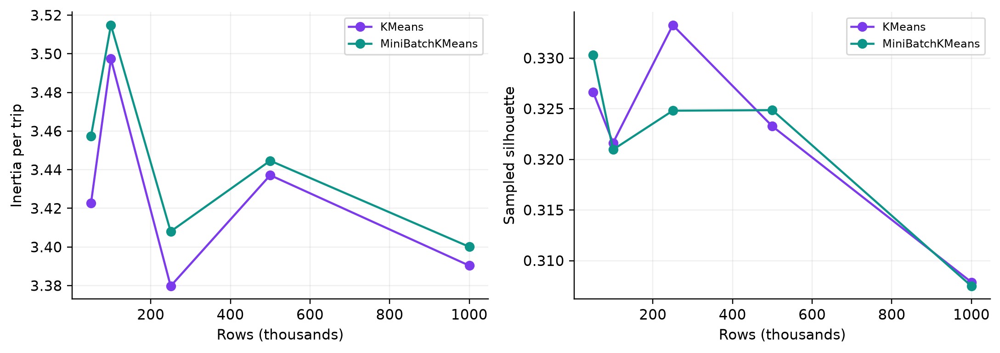 Inertia per trip
3.52
3.50
3.48
3.46
3.44
3.42
3.40
3.38
200 400 600 800 1000
Rows (thousands)
KMeans
MiniBatchKMeans
Sampled silhouette
0.330
0.325
0.320
0.315
0.310
200 400 600 800 1000
Rows (thousands)
KMeans
MiniBatchKMeans